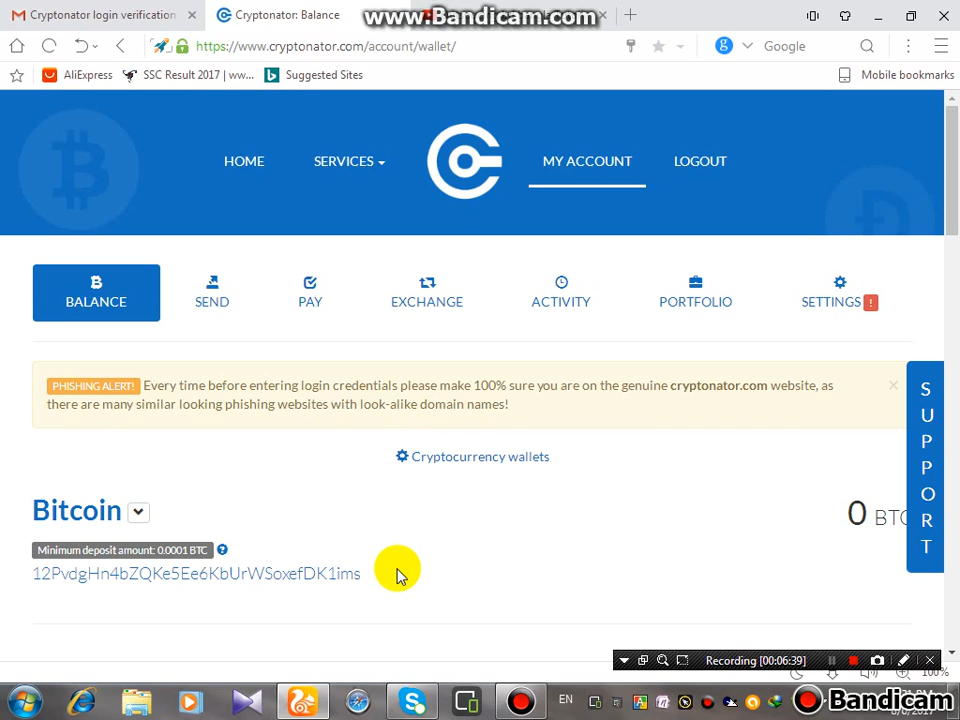 Cryptonator login verification
Cryptonator: Balance
www.Bandicam.com
https://www.cryptonator.com/account/wallet/
Google
AliExpress
SSC Result 2017 | ww...
Suggested Sites
Mobile bookmarks
HOME
SERVICES
MY ACCOUNT
LOGOUT
BALANCE
SEND
PAY
EXCHANGE
ACTIVITY
PORTFOLIO
SETTINGS !
PHISHING ALERT! Every time before entering login credentials please make 100% sure you are on the genuine cryptonator.com website, as
there are many similar looking phishing websites with look-alike domain names!
SUPPORT
Cryptocurrency wallets
Bitcoin
0 BTC
Minimum deposit amount: 0.0001 BTC
12PvdgHn4bZQKe5Ee6KbUrWSoxefDK1ims
Recording [00:06:39]
100%
EN
Bandicam